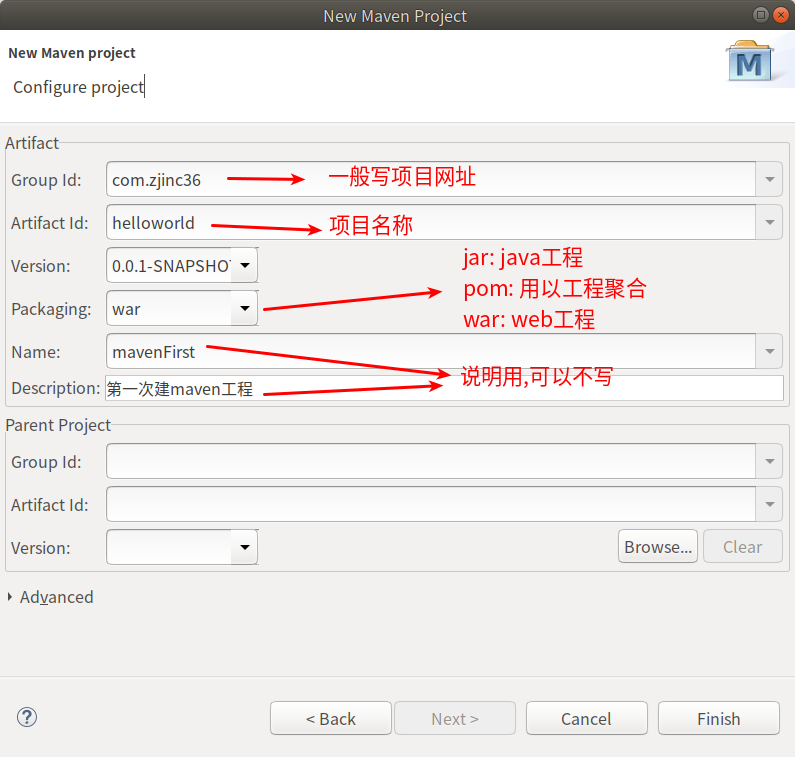 New Maven Project
New Maven project
Configure project
M
Artifact
Group Id: com.zjinc36 一般写项目网址
Artifact Id: helloworld 项目名称
Version: 0.0.1-SNAPSHOT
jar: java工程
Packaging: war pom: 用以工程聚合
war: web工程
Name: mavenFirst
说明用,可以不写
Description: 第一次建maven工程
Parent Project
Group Id:
Artifact Id:
Version: Browse... Clear
Advanced
? < Back Next > Cancel Finish